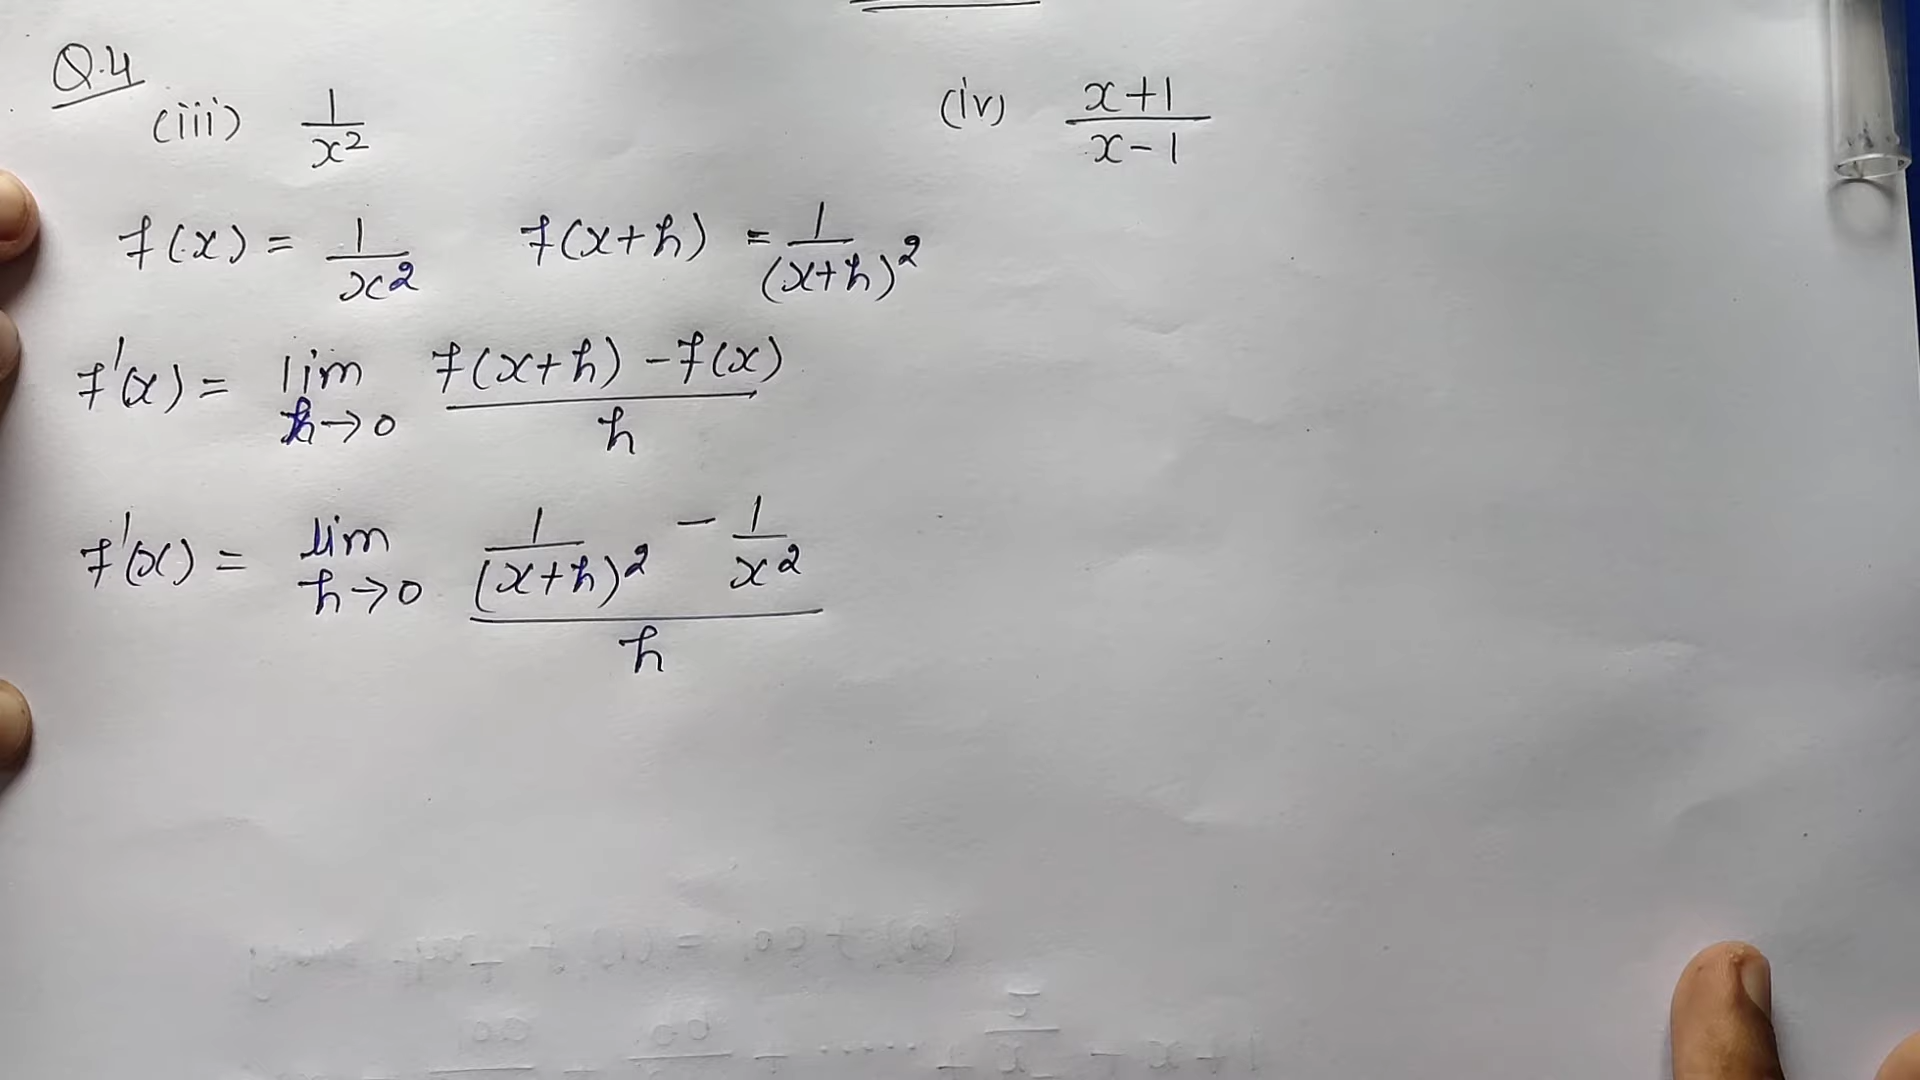 Q.4
(iii) 1/x²
(iv) x+1/x-1
f(x) = 1/x² f(x+h) = 1/(x+h)²
f'(x) = lim h→0 f(x+h) - f(x)/h
f'(x) = lim h→0 1/(x+h)² - 1/x²/h